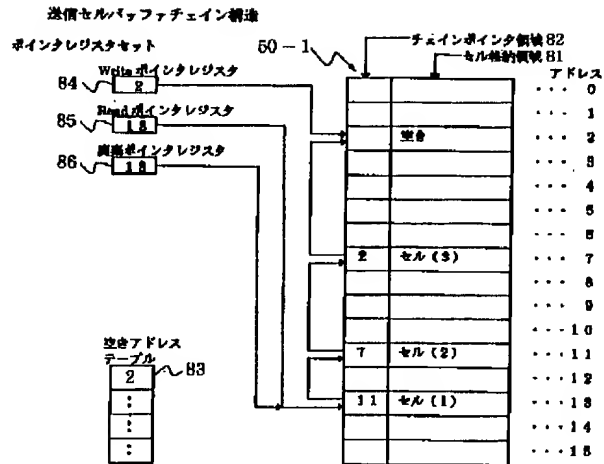 送信セルバッファチェイン構造
ポインタレジスタセット
50-1
チェインポインタ領域82
セル格納領域81
アドレス
Writeポインタレジスタ
84
2
Readポインタレジスタ
85
13
ポインタレジスタ
86
13
空き
2 セル(3)
7 セル(2)
11 セル(1)
・・・0
・・・1
・・・2
・・・3
・・・4
・・・5
・・・6
・・・7
・・・8
・・・9
・・・10
・・・11
・・・12
・・・13
・・・14
・・・15
空きアドレス
テーブル
83
2
:
:
: